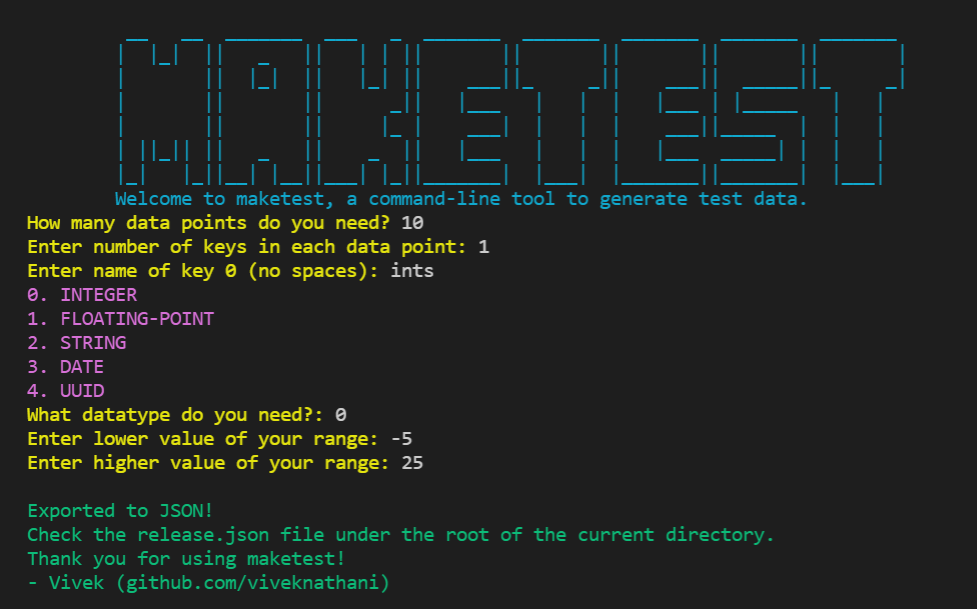 MAKETEST
Welcome to maketest, a command-line tool to generate test data.
How many data points do you need? 10
Enter number of keys in each data point: 1
Enter name of key 0 (no spaces): ints
0. INTEGER
1. FLOATING-POINT
2. STRING
3. DATE
4. UUID
What datatype do you need?: 0
Enter lower value of your range: -5
Enter higher value of your range: 25
Exported to JSON!
Check the release.json file under the root of the current directory.
Thank you for using maketest!
- Vivek (github.com/viveknathani)